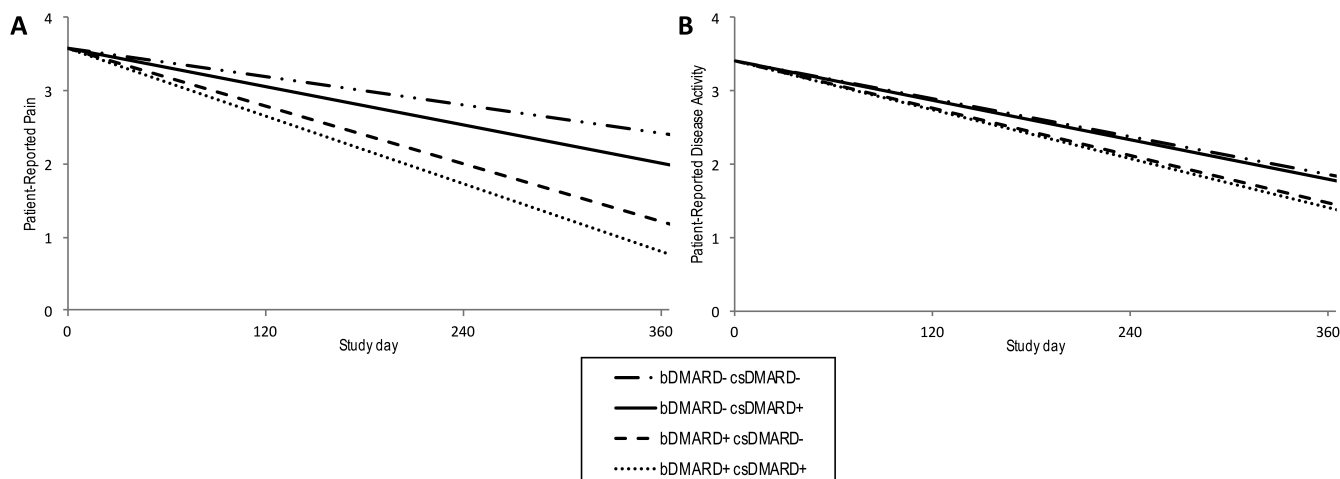 A
Patient-Reported Pain
4
3
2
1
0
0
120
240
360
Study day
B
Patient-Reported Disease Activity
4
3
2
1
0
0
120
240
360
Study day
bDMARD- csDMARD-
bDMARD- csDMARD+
bDMARD+ csDMARD-
bDMARD+ csDMARD+